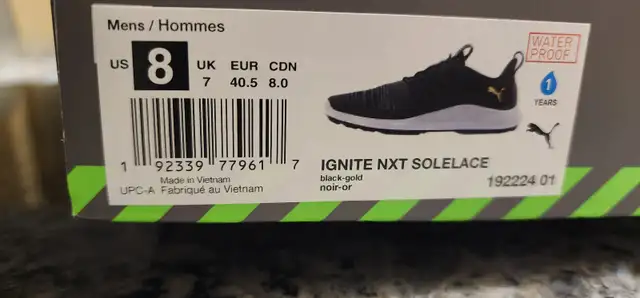 Mens / Hommes
US 8 UK 7 EUR 40.5 CDN 8.0
WATER
PROOF
1
YEARS
1 92339 77961 7
Made in Vietnam
UPC-A Fabriqué au Vietnam
IGNITE NXT SOLELACE
black-gold
noir-or
192224 01